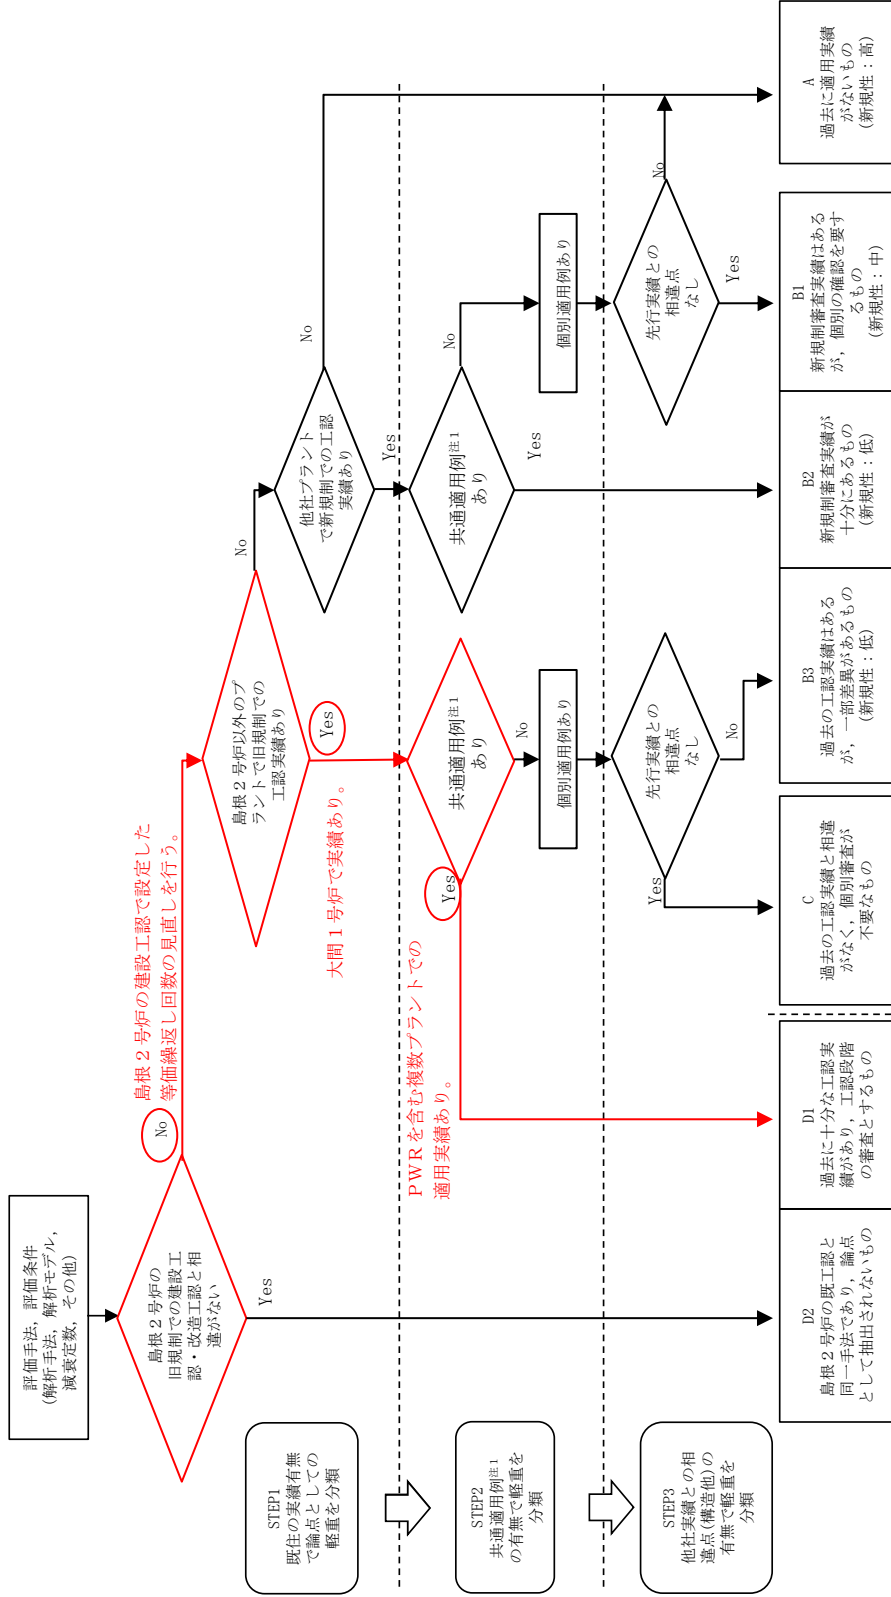 評価手法，評価条件
(解析手法，解析モデル，
減衰定数，その他)
STEP1
既往の実績有無
で論点としての
軽重を分類
島根２号炉の
旧規制での建設工
認・改造工認と相
違がない
No
島根２号炉の建設工認で設定した
等価繰返し回数の見直しを行う。
Yes
島根２号炉以外のプ
ラントで旧規制での
工認実績あり
No
Yes
大間１号炉で実績あり。
他社プラント
で新規制での工認
実績あり
No
Yes
STEP2
共通適用例注１
の有無で軽重を
分類
PWRを含む複数プラントでの
適用実績あり。
Yes
共通適用例注１
あり
No
個別適用例あり
共通適用例注１
あり
No
Yes
個別適用例あり
STEP3
他社実績との相
違点(構造他)の
有無で軽重を
分類
Yes
先行実績との
相違点
なし
No
先行実績との
相違点
なし
No
Yes
D2
島根２号炉の既工認と
同一手法であり，論点
として抽出されないもの
D1
過去に十分な工認実
績があり，工認段階
の審査とするもの
C
過去の工認実績と相違
がなく，個別審査が
不要なもの
B3
過去の工認実績はある
が，一部差異があるもの
(新規性：低)
B2
新規制審査実績が
十分にあるもの
(新規性：低)
B1
新規制審査実績はある
が，個別の確認を要す
るもの
(新規性：中)
A
過去に適用実績
がないもの
(新規性：高)